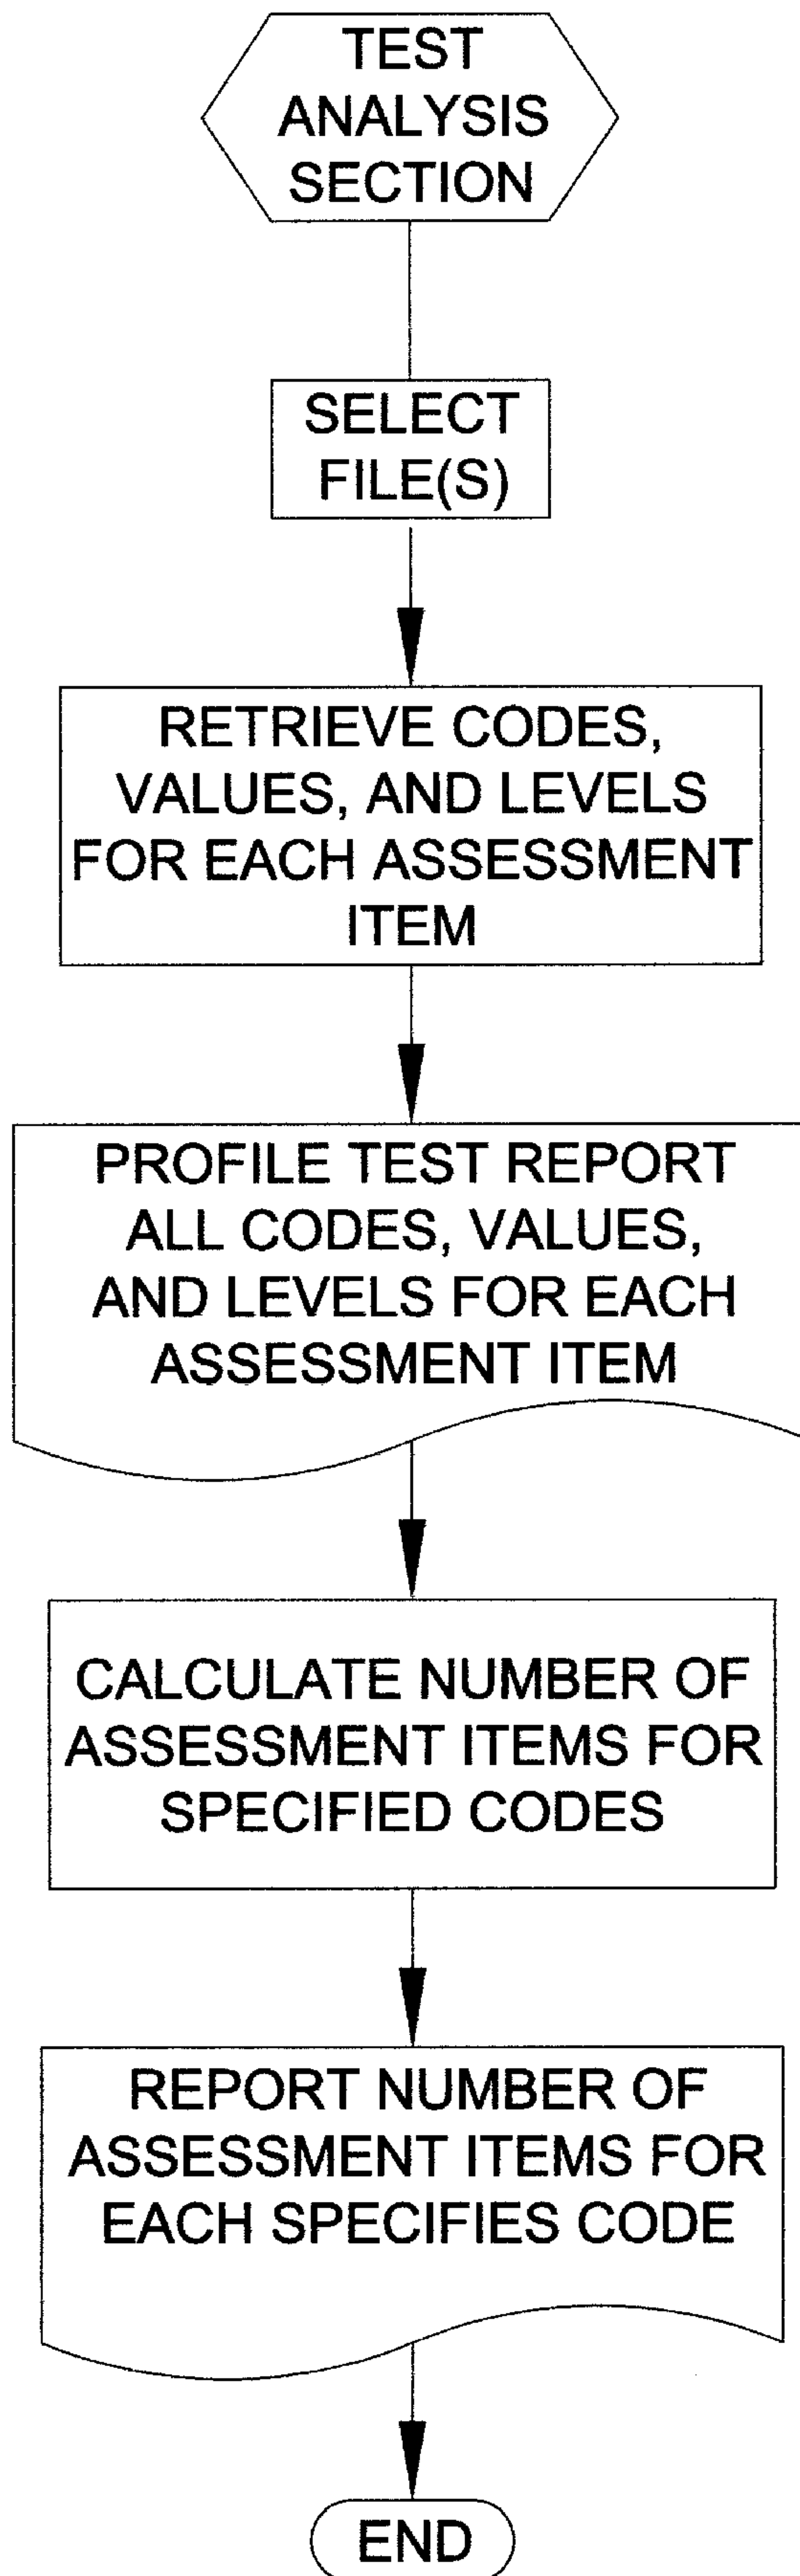 TEST
ANALYSIS
SECTION
SELECT
FILE(S)
RETRIEVE CODES,
VALUES, AND LEVELS
FOR EACH ASSESSMENT
ITEM
PROFILE TEST REPORT
ALL CODES, VALUES,
AND LEVELS FOR EACH
ASSESSMENT ITEM
CALCULATE NUMBER OF
ASSESSMENT ITEMS FOR
SPECIFIED CODES
REPORT NUMBER OF
ASSESSMENT ITEMS FOR
EACH SPECIFIES CODE
END